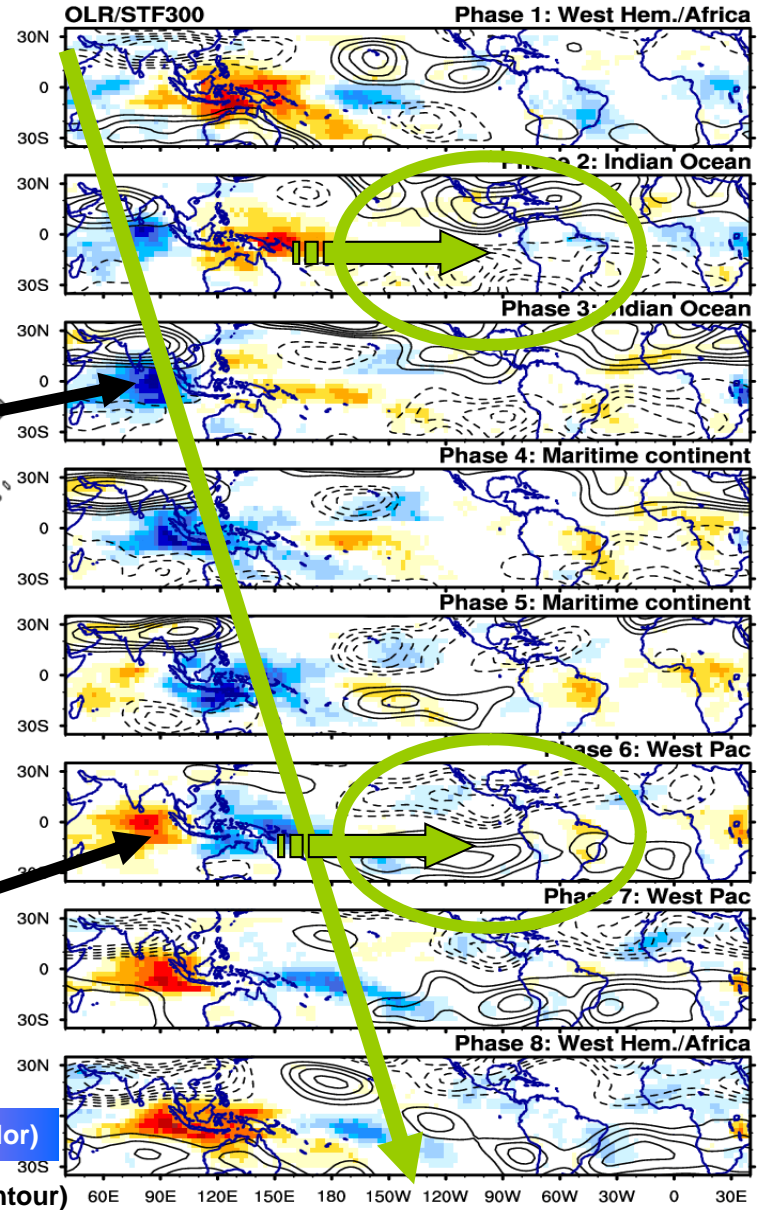 OLR/STF300 Phase 1: West Hem./Africa
30N
0
30S
Phase 2: Indian Ocean
30N
0
30S
Phase 3: Indian Ocean
30N
0
30S
Phase 4: Maritime continent
30N
0
30S
Phase 5: Maritime continent
30N
0
30S
Phase 6: West Pac
30N
0
30S
Phase 7: West Pac
30N
0
30S
Phase 8: West Hem./Africa
30N
lor)
30S
ntour) 60E 90E 120E 150E 180 150W 120W 90W 60W 30W 0 30E